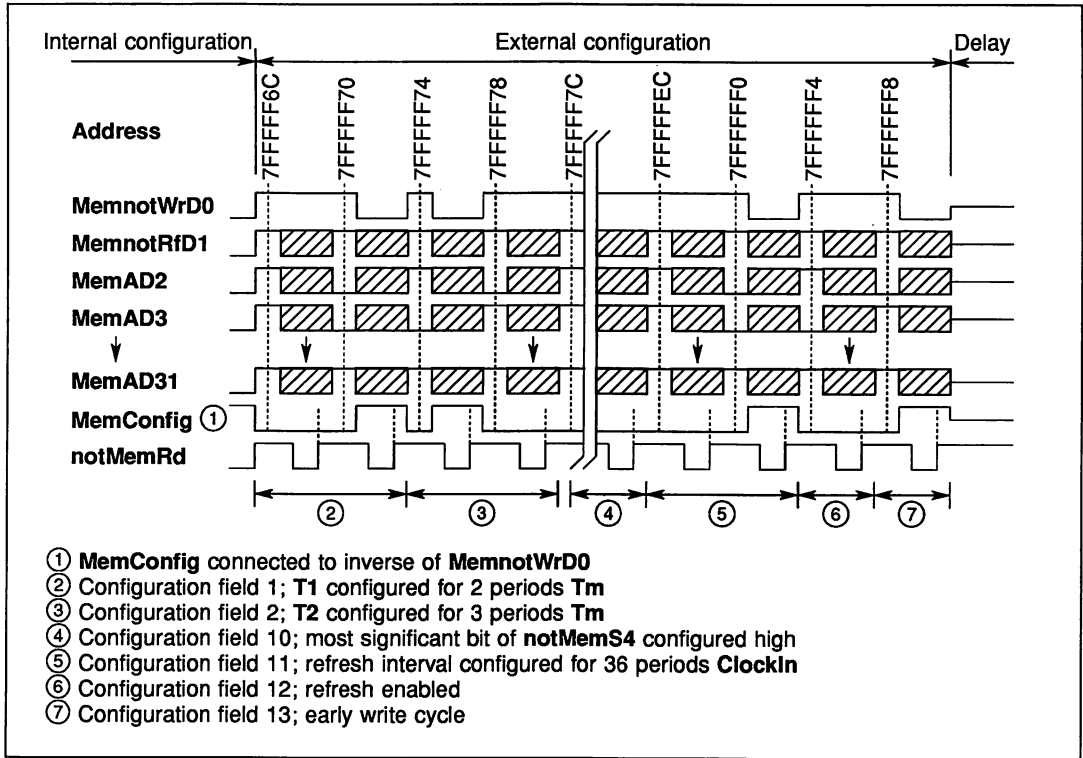 Internal configuration External configuration Delay
Address 7FFFFF6C 7FFFFF70 7FFFFF74 7FFFFF78 7FFFFF7C 7FFFFFEC 7FFFFFF0 7FFFFFF4 7FFFFFF8
MemnotWrD0
MemnotRfD1
MemAD2
MemAD3
MemAD31
MemConfig ①
notMemRd
② ③ ④ ⑤ ⑥ ⑦
① MemConfig connected to inverse of MemnotWrD0
② Configuration field 1; T1 configured for 2 periods Tm
③ Configuration field 2; T2 configured for 3 periods Tm
④ Configuration field 10; most significant bit of notMemS4 configured high
⑤ Configuration field 11; refresh interval configured for 36 periods ClockIn
⑥ Configuration field 12; refresh enabled
⑦ Configuration field 13; early write cycle